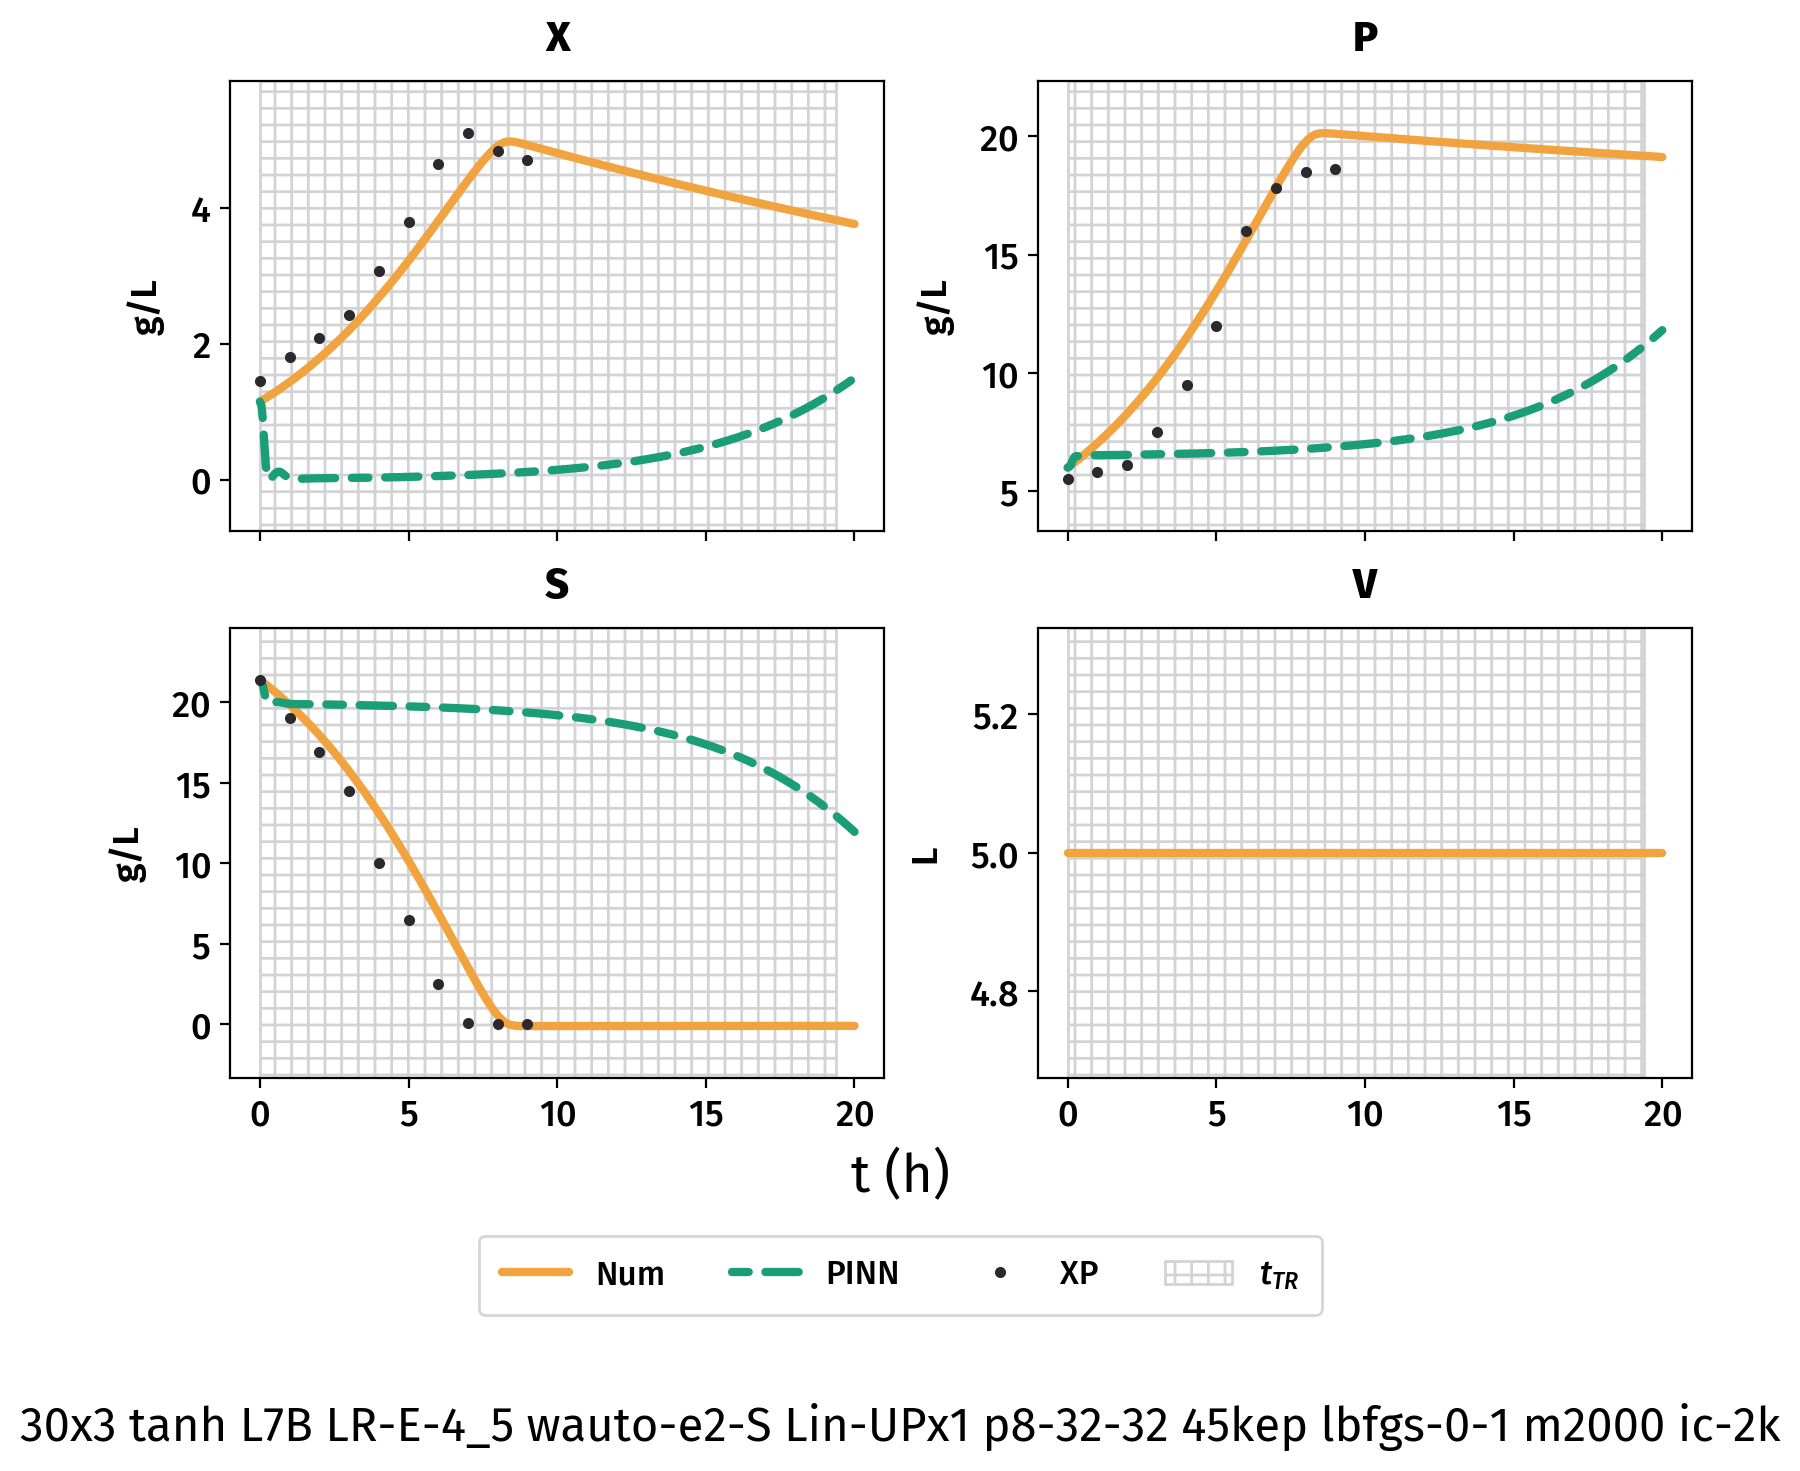 X
P
g/L
4
2
0
g/L
20
15
10
5
S
V
g/L
20
15
10
5
0
L
5.2
5.0
4.8
0 5 10 15 20
0 5 10 15 20
t (h)
Num PINN XP tTR
30x3 tanh L7B LR-E-4_5 wauto-e2-S Lin-UPx1 p8-32-32 45kep lbfgs-0-1 m2000 ic-2k